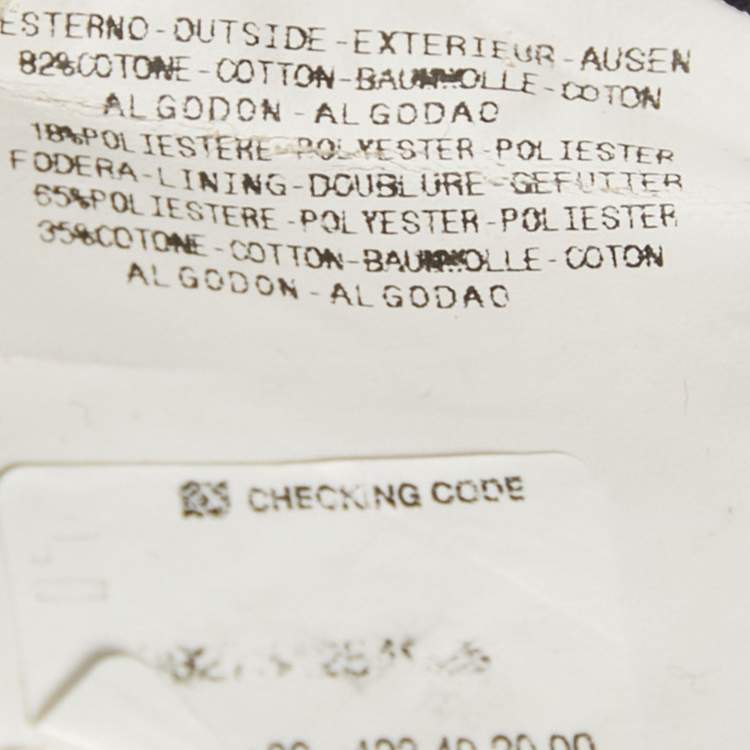 ESTERNO-OUTSIDE-EXTERIEUR-AUSEN
82%COTONE-COTTON-BAUMWOLLE-COTON
ALGODON-ALGODAO
18%POLIESTERE-POLYESTER-POLIESTER
FODERA-LINING-DOUBLURE-GEFUTTER
65%POLIESTERE-POLYESTER-POLIESTER
35%COTONE-COTTON-BAUMWOLLE-COTON
ALGODON-ALGODAO
CHECKING CODE